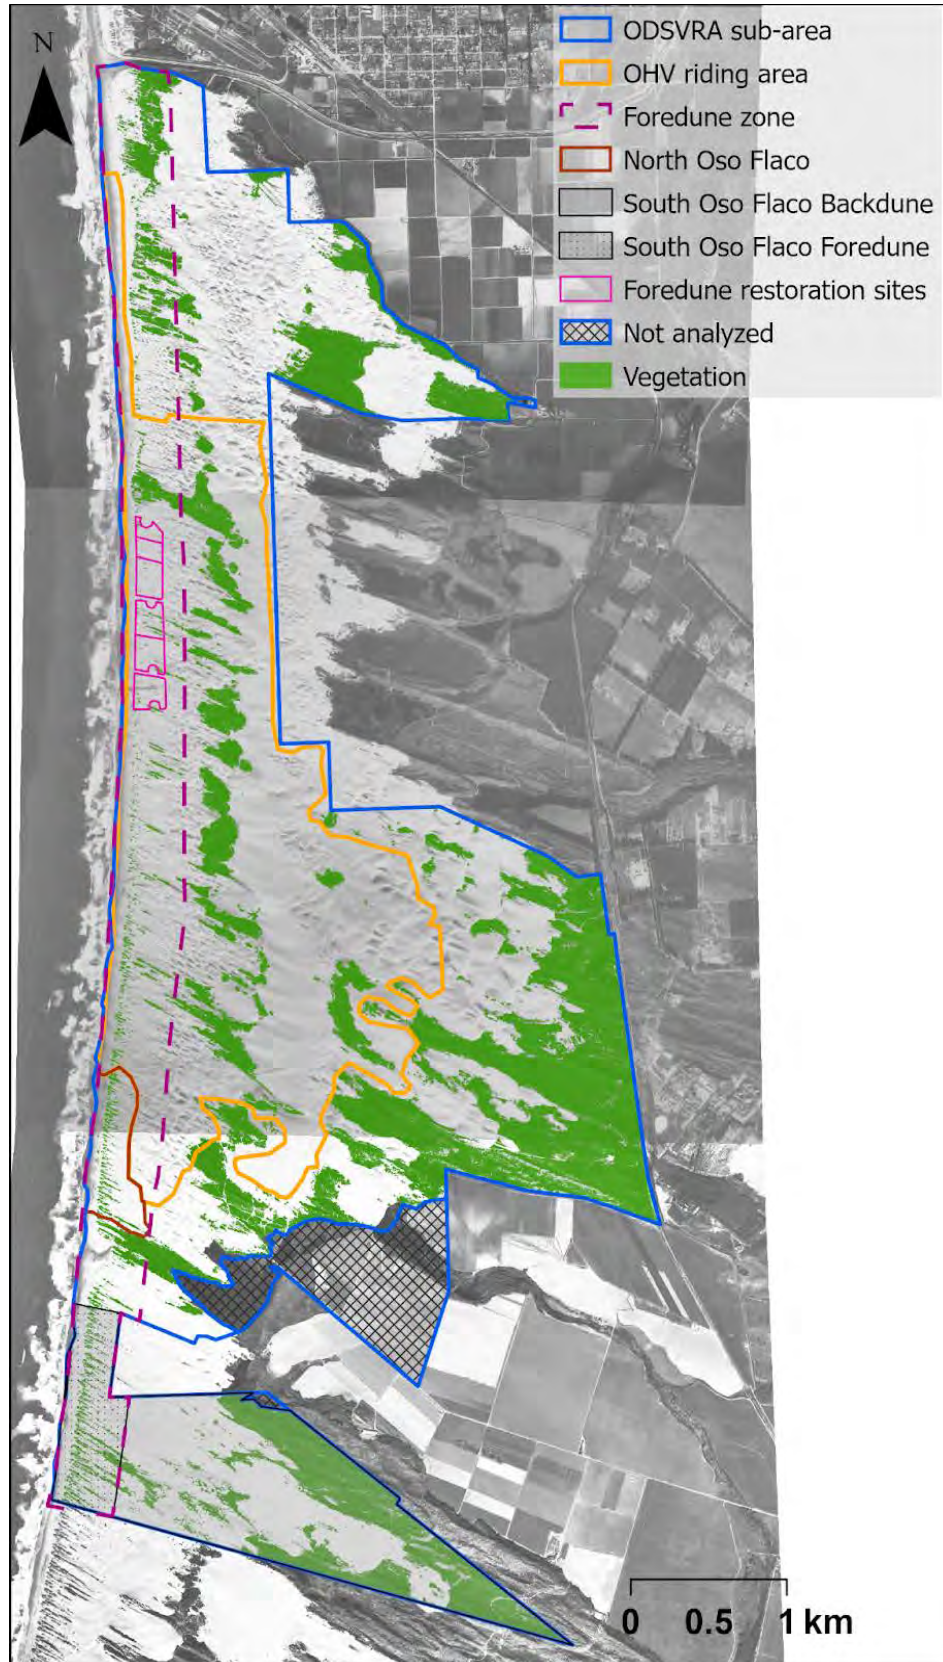 N
ODSVRA sub-area
OHV riding area
Foredune zone
North Oso Flaco
South Oso Flaco Backdune
South Oso Flaco Foredune
Foredune restoration sites
Not analyzed
Vegetation
0 0.5 1 km